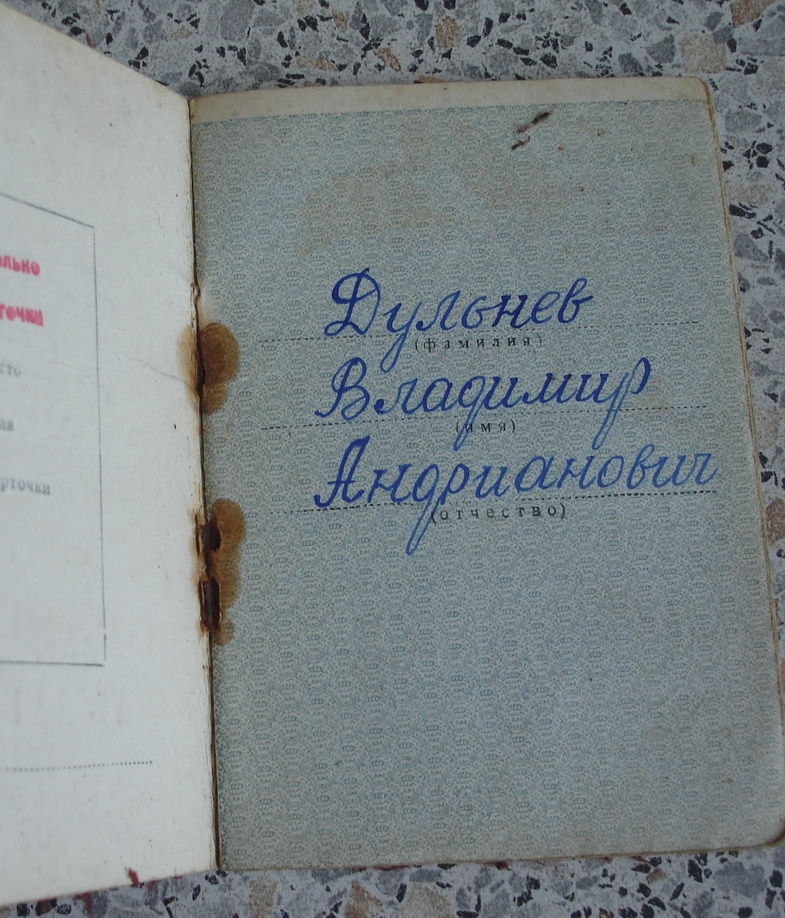 Дульнев
(фамилия)
Владимир
(имя)
Андрианович
(отчество)